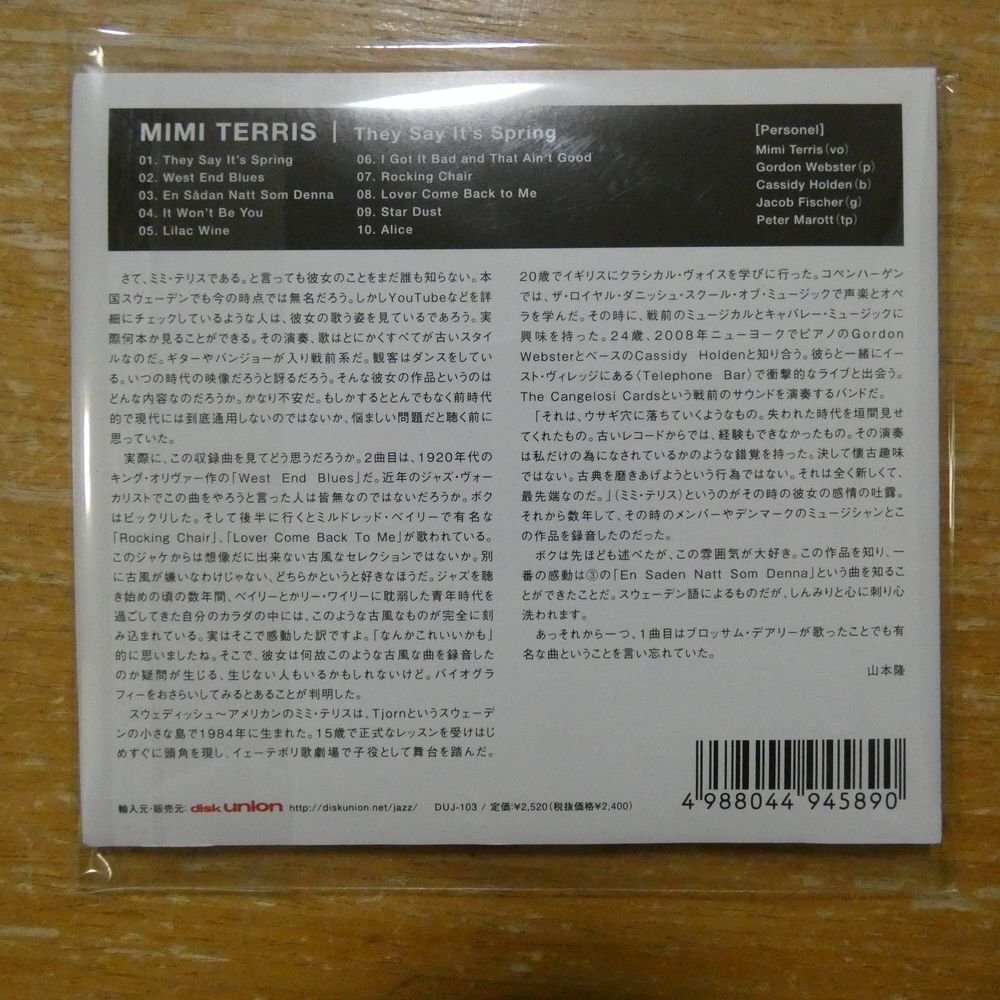 MIMI TERRIS | They Say It's Spring
01. They Say It's Spring
02. West End Blues
03. En Sådan Natt Som Denna
04. It Won't Be You
05. Lilac Wine
06. I Got It Bad and That Ain't Good
07. Rocking Chair
08. Lover Come Back to Me
09. Star Dust
10. Alice
[Personel]
Mimi Terris(vo)
Gordon Webster(p)
Cassidy Holden(b)
Jacob Fischer(g)
Peter Marott(tp)
さて、ミミ・テリスである。と言っても彼女のことをまだ誰も知らない。本
国スウェーデンでも今の時点では無名だろう。しかしYouTubeなどを詳
細にチェックしているような人は、彼女の歌う姿を見ているであろう。実
際何本か見ることができる。その演奏、歌はとにかくすべてが古いスタイ
ルなのだ。ギターやバンジョーが入り戦前系だ。観客はダンスをしてい
る。いつの時代の映像だろうと訝るだろう。そんな彼女の作品というのは
どんな内容なのだろうか。かなり不安だ。もしかするととんでもなく前時代
的で現代には到底通用しないのではないか、悩ましい問題だと聴く前に
思っていた。
実際に、この収録曲を見てどう思うだろうか。2曲目は、1920年代の
キング・オリヴァー作の「West End Blues」だ。近年のジャズ・ヴォー
カリストでこの曲をやろうと言った人は皆無なのではないだろうか。ボク
はビックリした。そして後半に行くとミルドレッド・ベイリーで有名な
「Rocking Chair」、「Lover Come Back To Me」が歌われている。
このジャケからは想像だに出来ない古風なセレクションではないか。別
に古風が嫌いなわけじゃない、どちらかというと好きなほうだ。ジャズを聴
き始めの頃の数年間、ベイリーとかリー・ワイリーに耽溺した青年時代を
過ごしてきた自分のカラダの中には、このような古風なものが完全に刻
み込まれている。実はそこで感動した訳ですよ。「なんかこれいいかも」
的に思いましたね。そこで、彼女は何故このような古風な曲を録音した
のか疑問が生じる、生じない人もいるかもしれないけど。バイオグラ
フィーをおさらいしてみるとあることが判明した。
スウェディッシュ～アメリカンのミミ・テリスは、Tjornというスウェーデ
ンの小さな島で1984年に生まれた。15歳で正式なレッスンを受けはじ
めすぐに頭角を現し、イェーテボリ歌劇場で子役として舞台を踏んだ。
20歳でイギリスにクラシカル・ヴォイスを学びに行った。コペンハーゲン
では、ザ・ロイヤル・ダニッシュ・スクール・オブ・ミュージックで声楽とオペ
ラを学んだ。その時に、戦前のミュージカルとキャバレー・ミュージックに
興味を持った。24歳、2008年ニューヨークでピアノのGordon
WebsterとベースのCassidy Holdenと知り合う。彼らと一緒にイー
スト・ヴィレッジにある〈Telephone Bar〉で衝撃的なライブと出会う。
The Cangelosi Cardsという戦前のサウンドを演奏するバンドだ。
「それは、ウサギ穴に落ちていくようなもの。失われた時代を垣間見せ
てくれたもの。古いレコードからでは、経験もできなかったもの。その演奏
は私だけの為になされているかのような錯覚を持った。決して懐古趣味
ではない。古典を磨きあげようという行為ではない。それは全く新しくて、
最先端なのだ。」（ミミ・テリス）というのがその時の彼女の感情の吐露。
それから数年して、その時のメンバーやデンマークのミュージシャンとこ
の作品を録音したのだった。
ボクは先ほども述べたが、この雰囲気が大好き。この作品を知り、一
番の感動は③の「En Saden Natt Som Denna」という曲を知るこ
とができたことだ。スウェーデン語によるものだが、しんみりと心に刺り心
洗われます。
あっそれから一つ、1曲目はブロッサム・デアリーが歌ったことでも有
名な曲ということを言い忘れていた。
山本隆
輸入元・販売元: disk union http://diskunion.net/jazz/ DUJ-103 / 定価:¥2,520(税抜価格¥2,400)
4 988044 945890